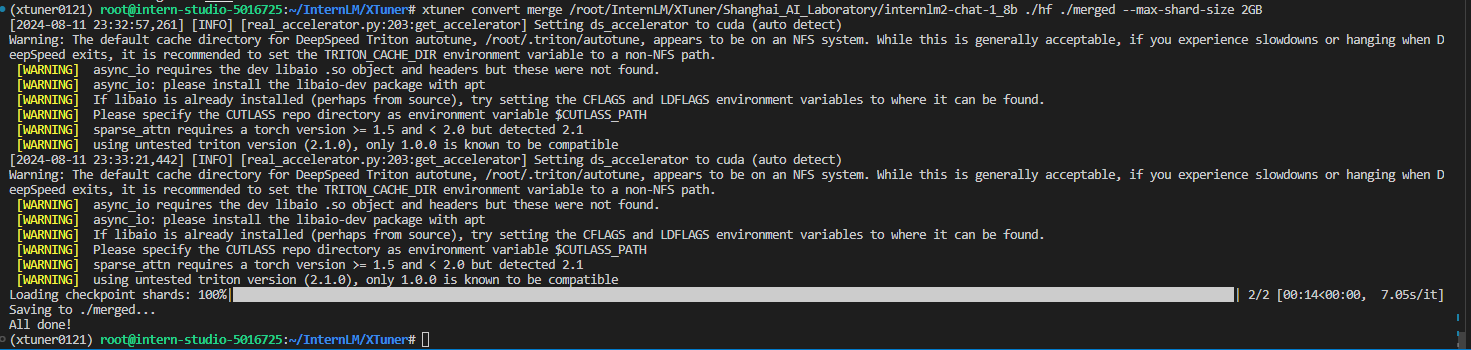 (xtuner0121) root@intern-studio-5016725:~/InternLM/XTuner# xtuner convert merge /root/InternLM/XTuner/Shanghai_AI_Laboratory/internlm2-chat-1_8b ./hf ./merged --max-shard-size 2GB
[2024-08-11 23:32:57,261] [INFO] [real_accelerator.py:203:get_accelerator] Setting ds_accelerator to cuda (auto detect)
Warning: The default cache directory for DeepSpeed Triton autotune, /root/.triton/autotune, appears to be on an NFS system. While this is generally acceptable, if you experience slowdowns or hanging when D
eepSpeed exits, it is recommended to set the TRITON_CACHE_DIR environment variable to a non-NFS path.
[WARNING]  async_io requires the dev libaio .so object and headers but these were not found.
[WARNING]  async_io: please install the libaio-dev package with apt
[WARNING]  If libaio is already installed (perhaps from source), try setting the CFLAGS and LDFLAGS environment variables to where it can be found.
[WARNING]  Please specify the CUTLASS repo directory as environment variable $CUTLASS_PATH
[WARNING]  sparse_attn requires a torch version >= 1.5 and < 2.0 but detected 2.1
[WARNING]  using untested triton version (2.1.0), only 1.0.0 is known to be compatible
[2024-08-11 23:33:21,442] [INFO] [real_accelerator.py:203:get_accelerator] Setting ds_accelerator to cuda (auto detect)
Warning: The default cache directory for DeepSpeed Triton autotune, /root/.triton/autotune, appears to be on an NFS system. While this is generally acceptable, if you experience slowdowns or hanging when D
eepSpeed exits, it is recommended to set the TRITON_CACHE_DIR environment variable to a non-NFS path.
[WARNING]  async_io requires the dev libaio .so object and headers but these were not found.
[WARNING]  async_io: please install the libaio-dev package with apt
[WARNING]  If libaio is already installed (perhaps from source), try setting the CFLAGS and LDFLAGS environment variables to where it can be found.
[WARNING]  Please specify the CUTLASS repo directory as environment variable $CUTLASS_PATH
[WARNING]  sparse_attn requires a torch version >= 1.5 and < 2.0 but detected 2.1
[WARNING]  using untested triton version (2.1.0), only 1.0.0 is known to be compatible
Loading checkpoint shards: 100%| | 2/2 [00:14<00:00,  7.05s/it]
Saving to ./merged...
All done!
(xtuner0121) root@intern-studio-5016725:~/InternLM/XTuner#